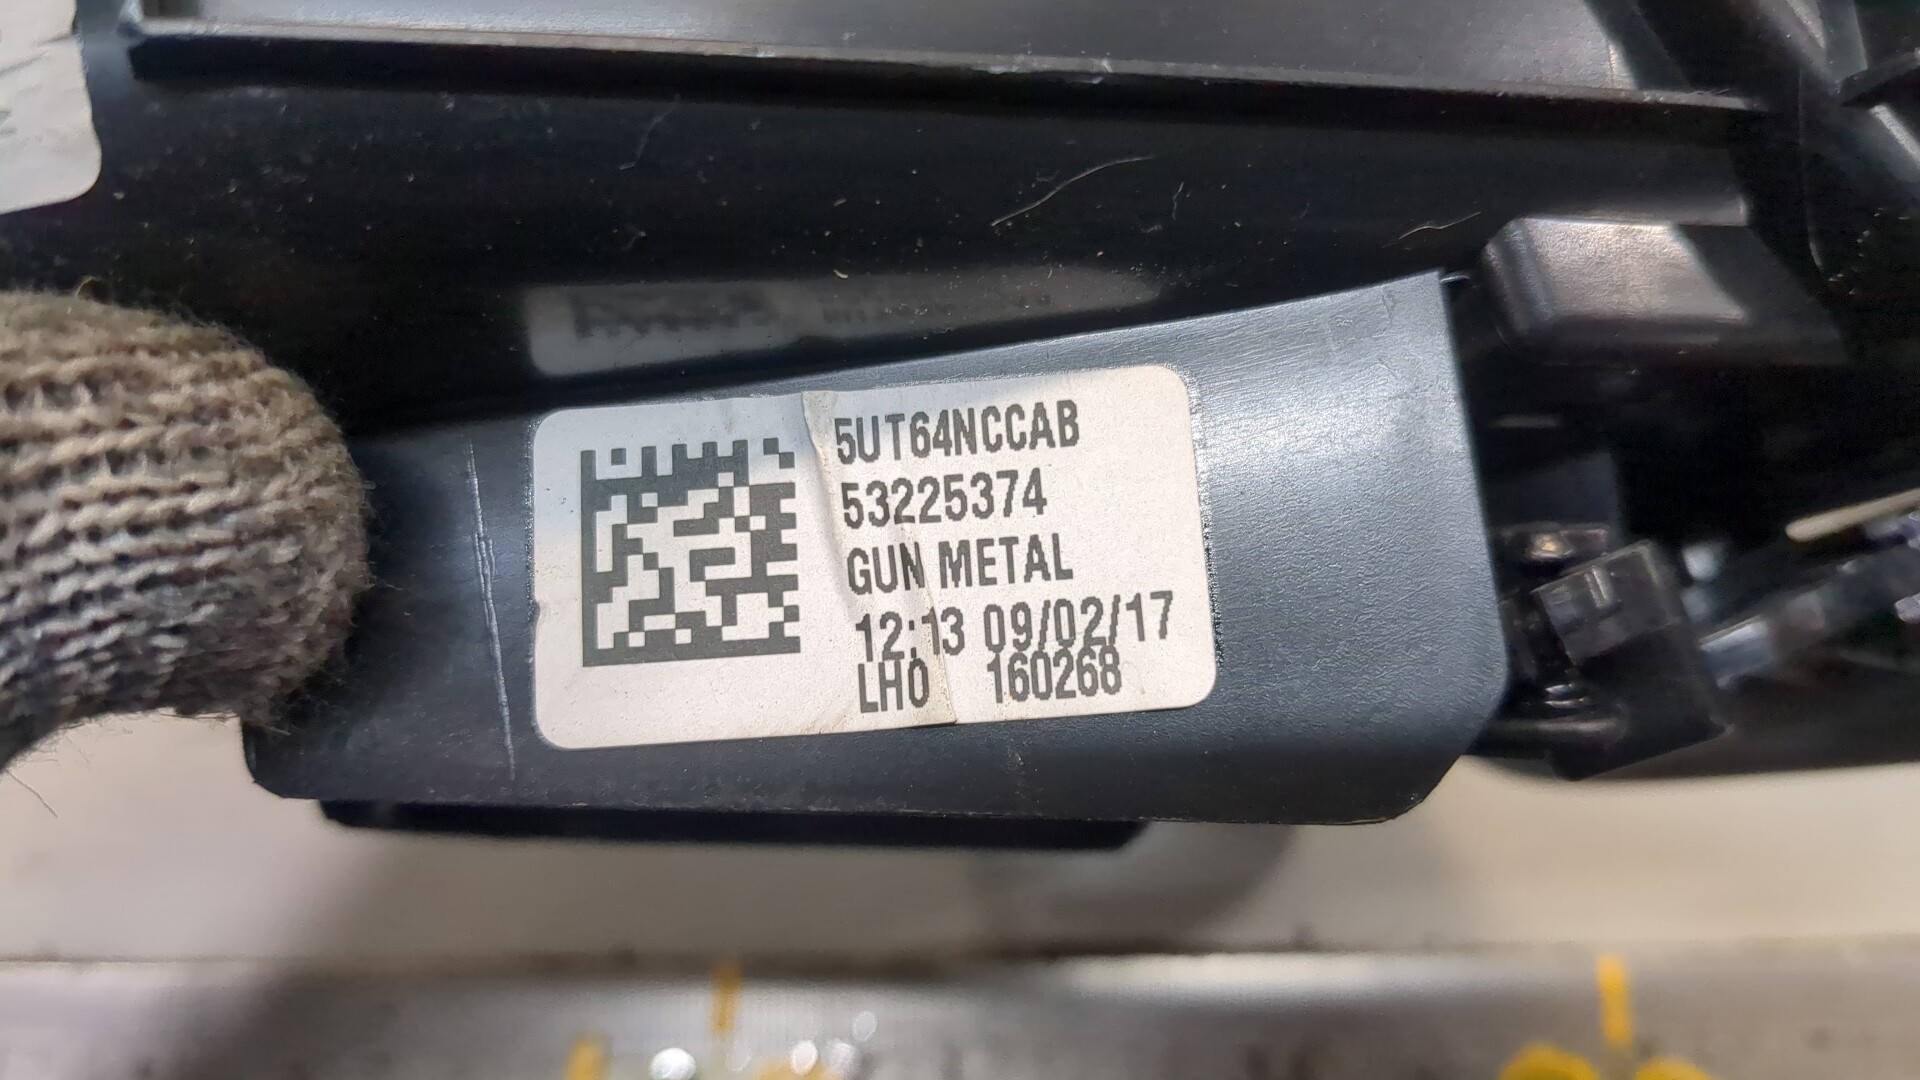 5UT64NCCAB
53225374
GUN METAL
12:13 09/02/17
LH0 160268